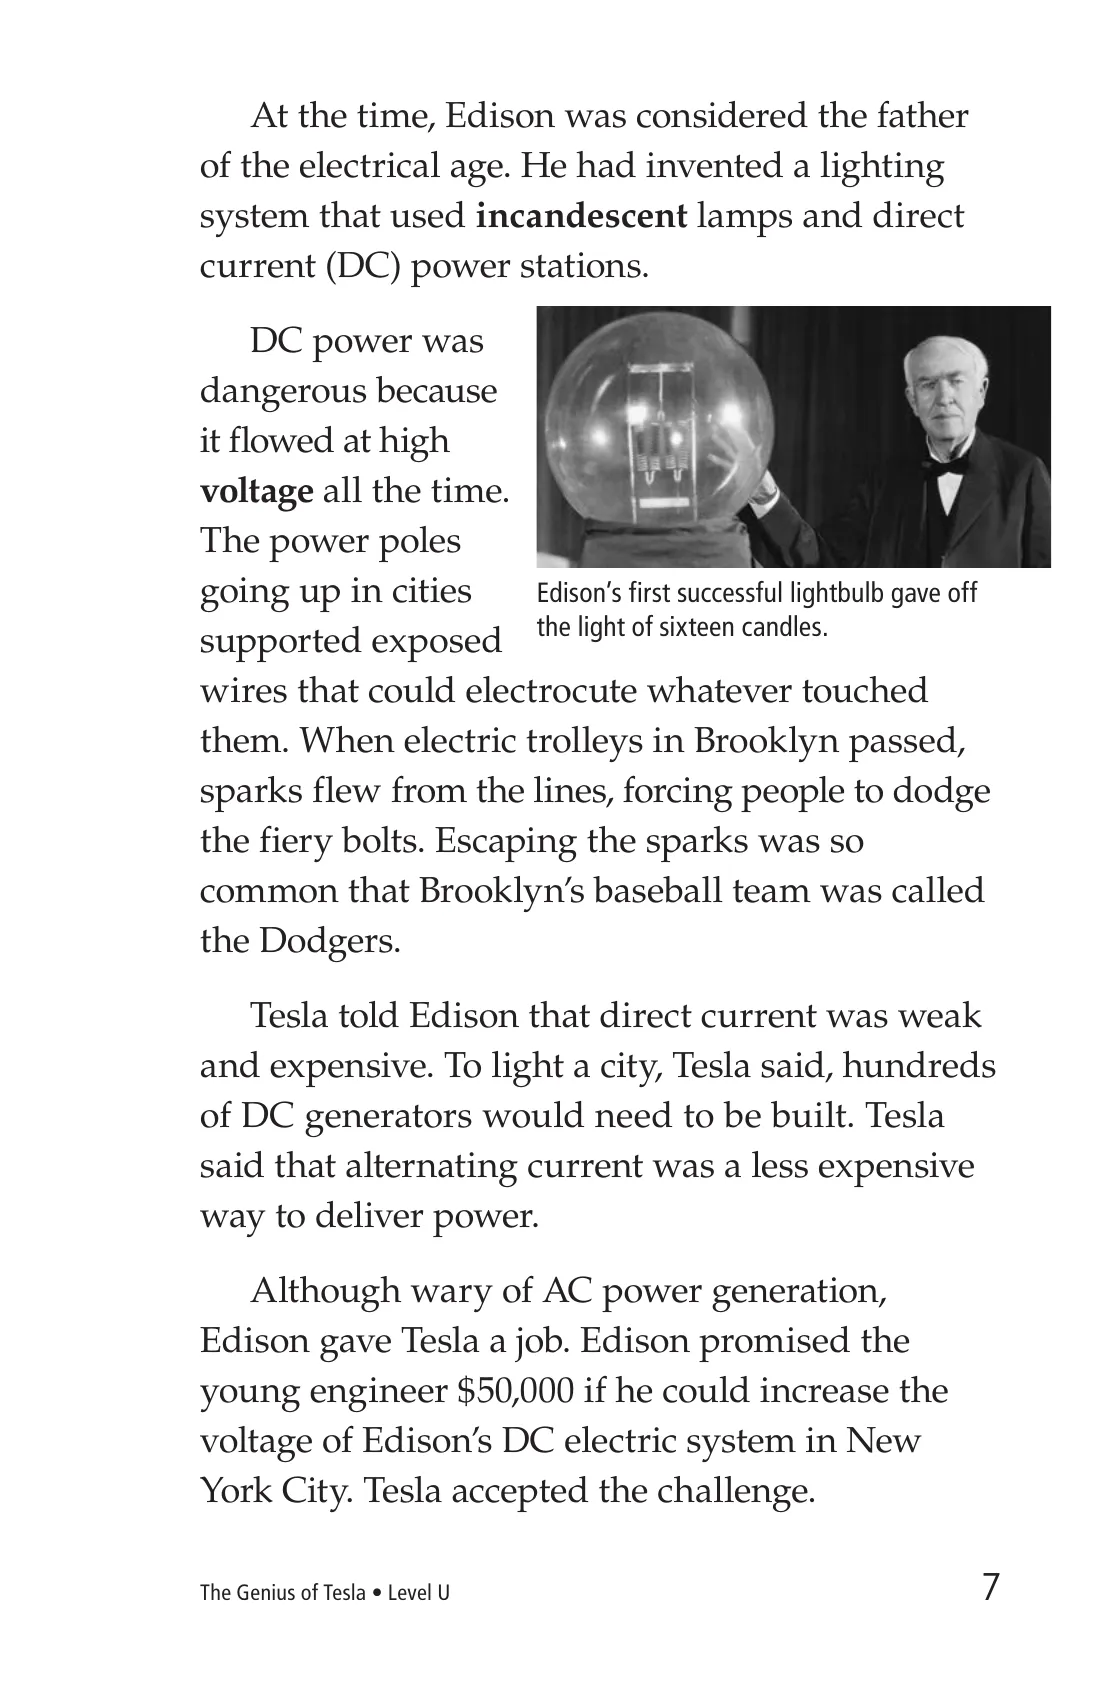 At the time, Edison was considered the father
of the electrical age. He had invented a lighting
system that used incandescent lamps and direct
current (DC) power stations.
DC power was
dangerous because
it flowed at high
voltage all the time.
The power poles
going up in cities
supported exposed
Edison’s first successful lightbulb gave off
the light of sixteen candles.
wires that could electrocute whatever touched
them. When electric trolleys in Brooklyn passed,
sparks flew from the lines, forcing people to dodge
the fiery bolts. Escaping the sparks was so
common that Brooklyn’s baseball team was called
the Dodgers.
Tesla told Edison that direct current was weak
and expensive. To light a city, Tesla said, hundreds
of DC generators would need to be built. Tesla
said that alternating current was a less expensive
way to deliver power.
Although wary of AC power generation,
Edison gave Tesla a job. Edison promised the
young engineer $50,000 if he could increase the
voltage of Edison’s DC electric system in New
York City. Tesla accepted the challenge.
The Genius of Tesla • Level U
7